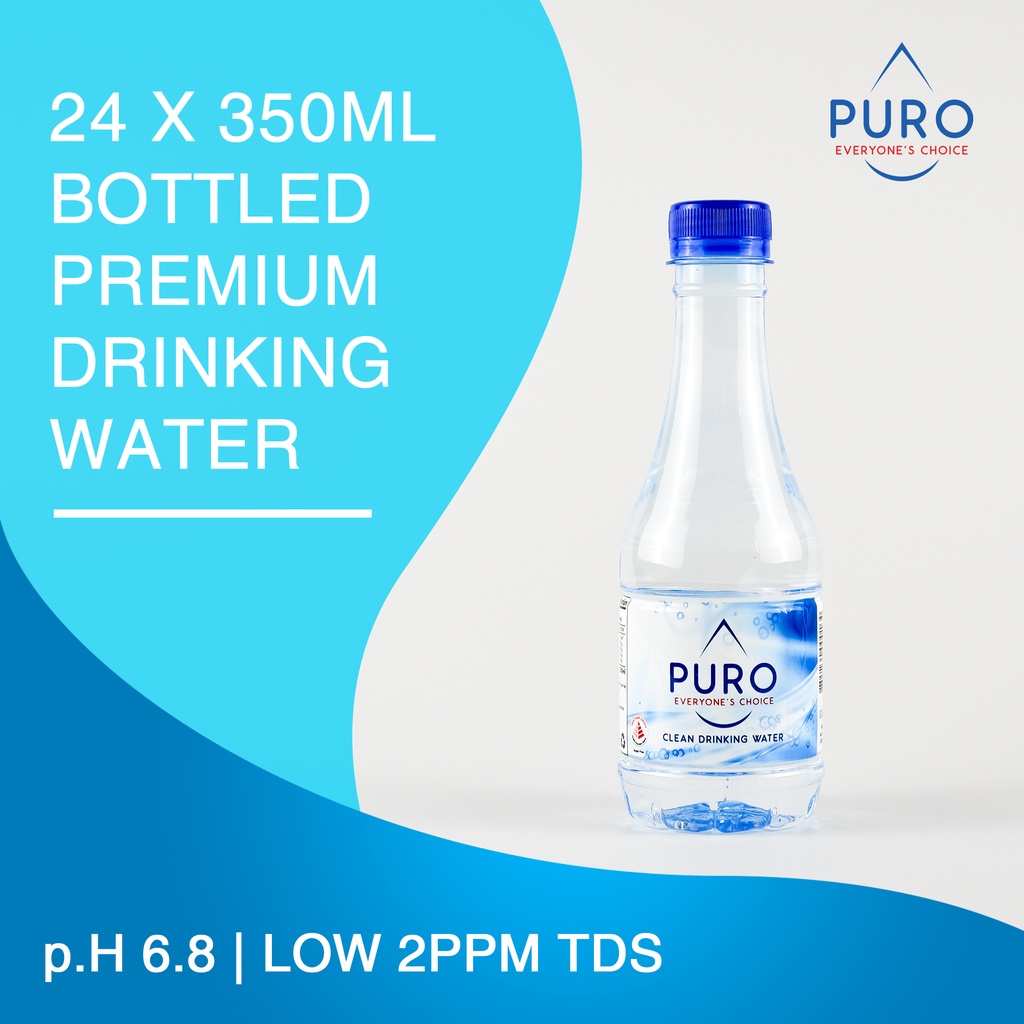 24 X 350ML
BOTTLED
PREMIUM
DRINKING
WATER
PURO
EVERYONE'S CHOICE
PURO
EVERYONE'S CHOICE
CLEAN DRINKING WATER
p.H 6.8 | LOW 2PPM TDS